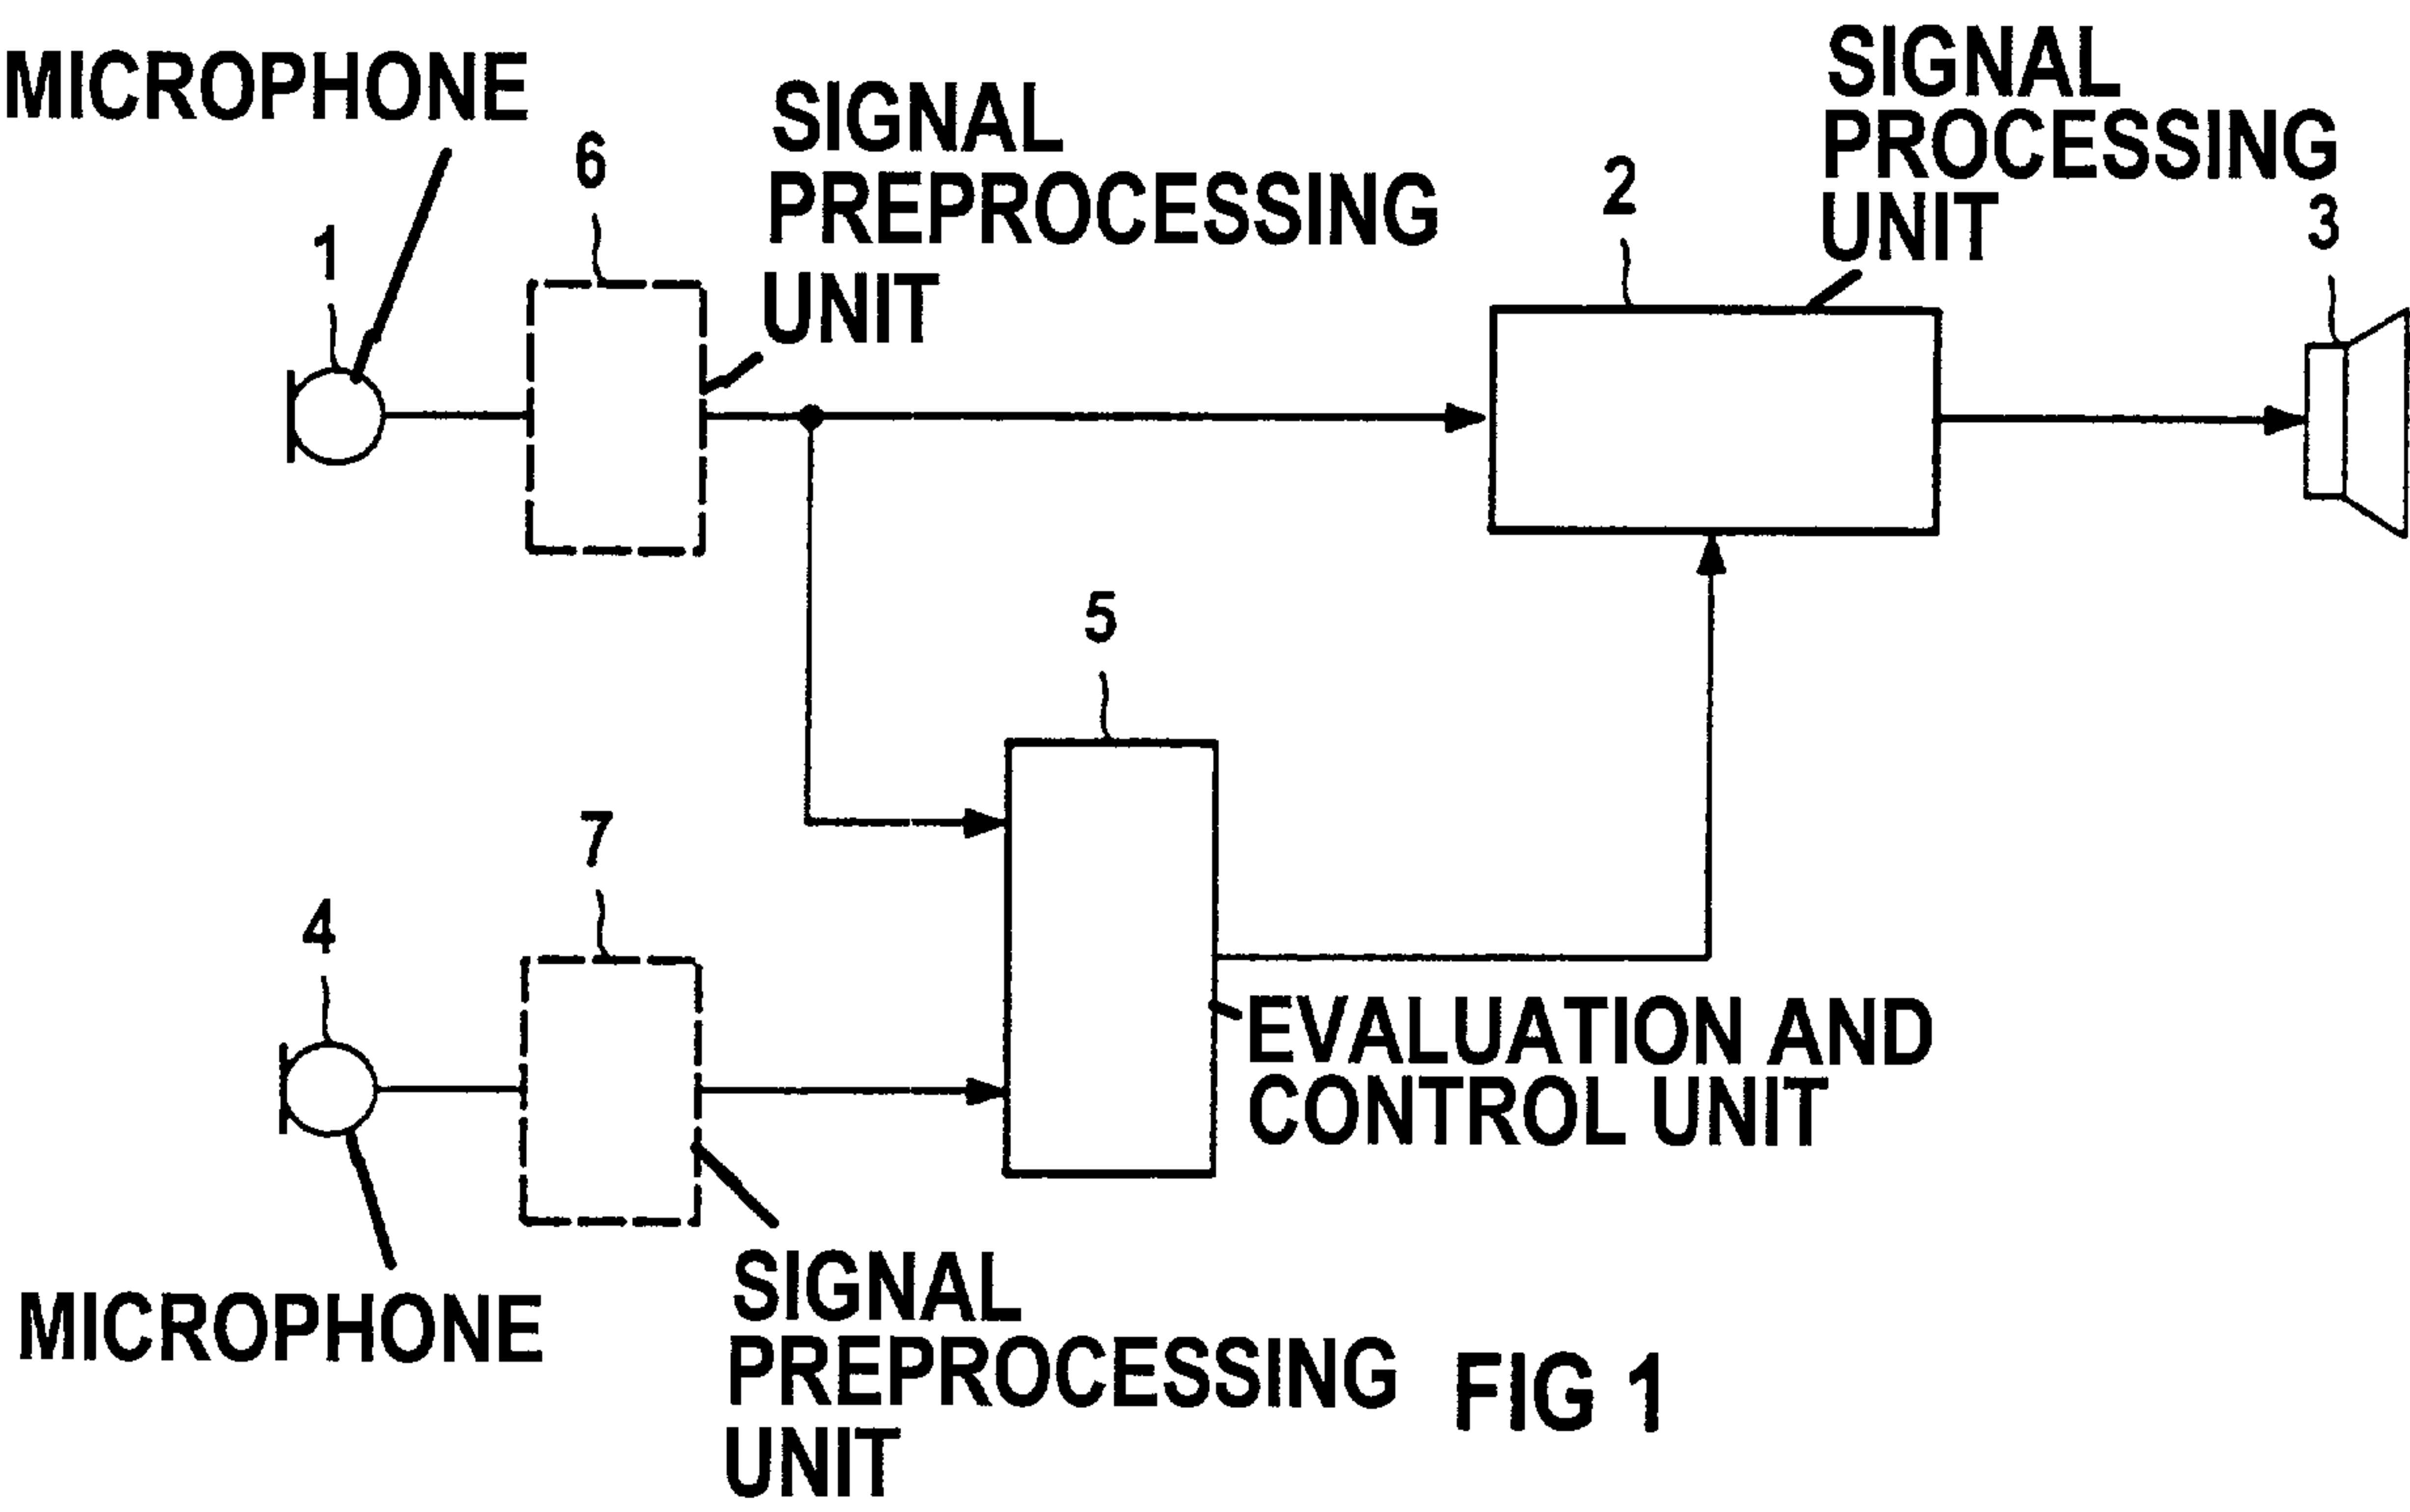 MICROPHONE
1
6
SIGNAL
PREPROCESSING
UNIT
2
SIGNAL
PROCESSING
UNIT
3
5
7
4
EVALUATION AND
CONTROL UNIT
MICROPHONE
SIGNAL
PREPROCESSING
UNIT
FIG 1